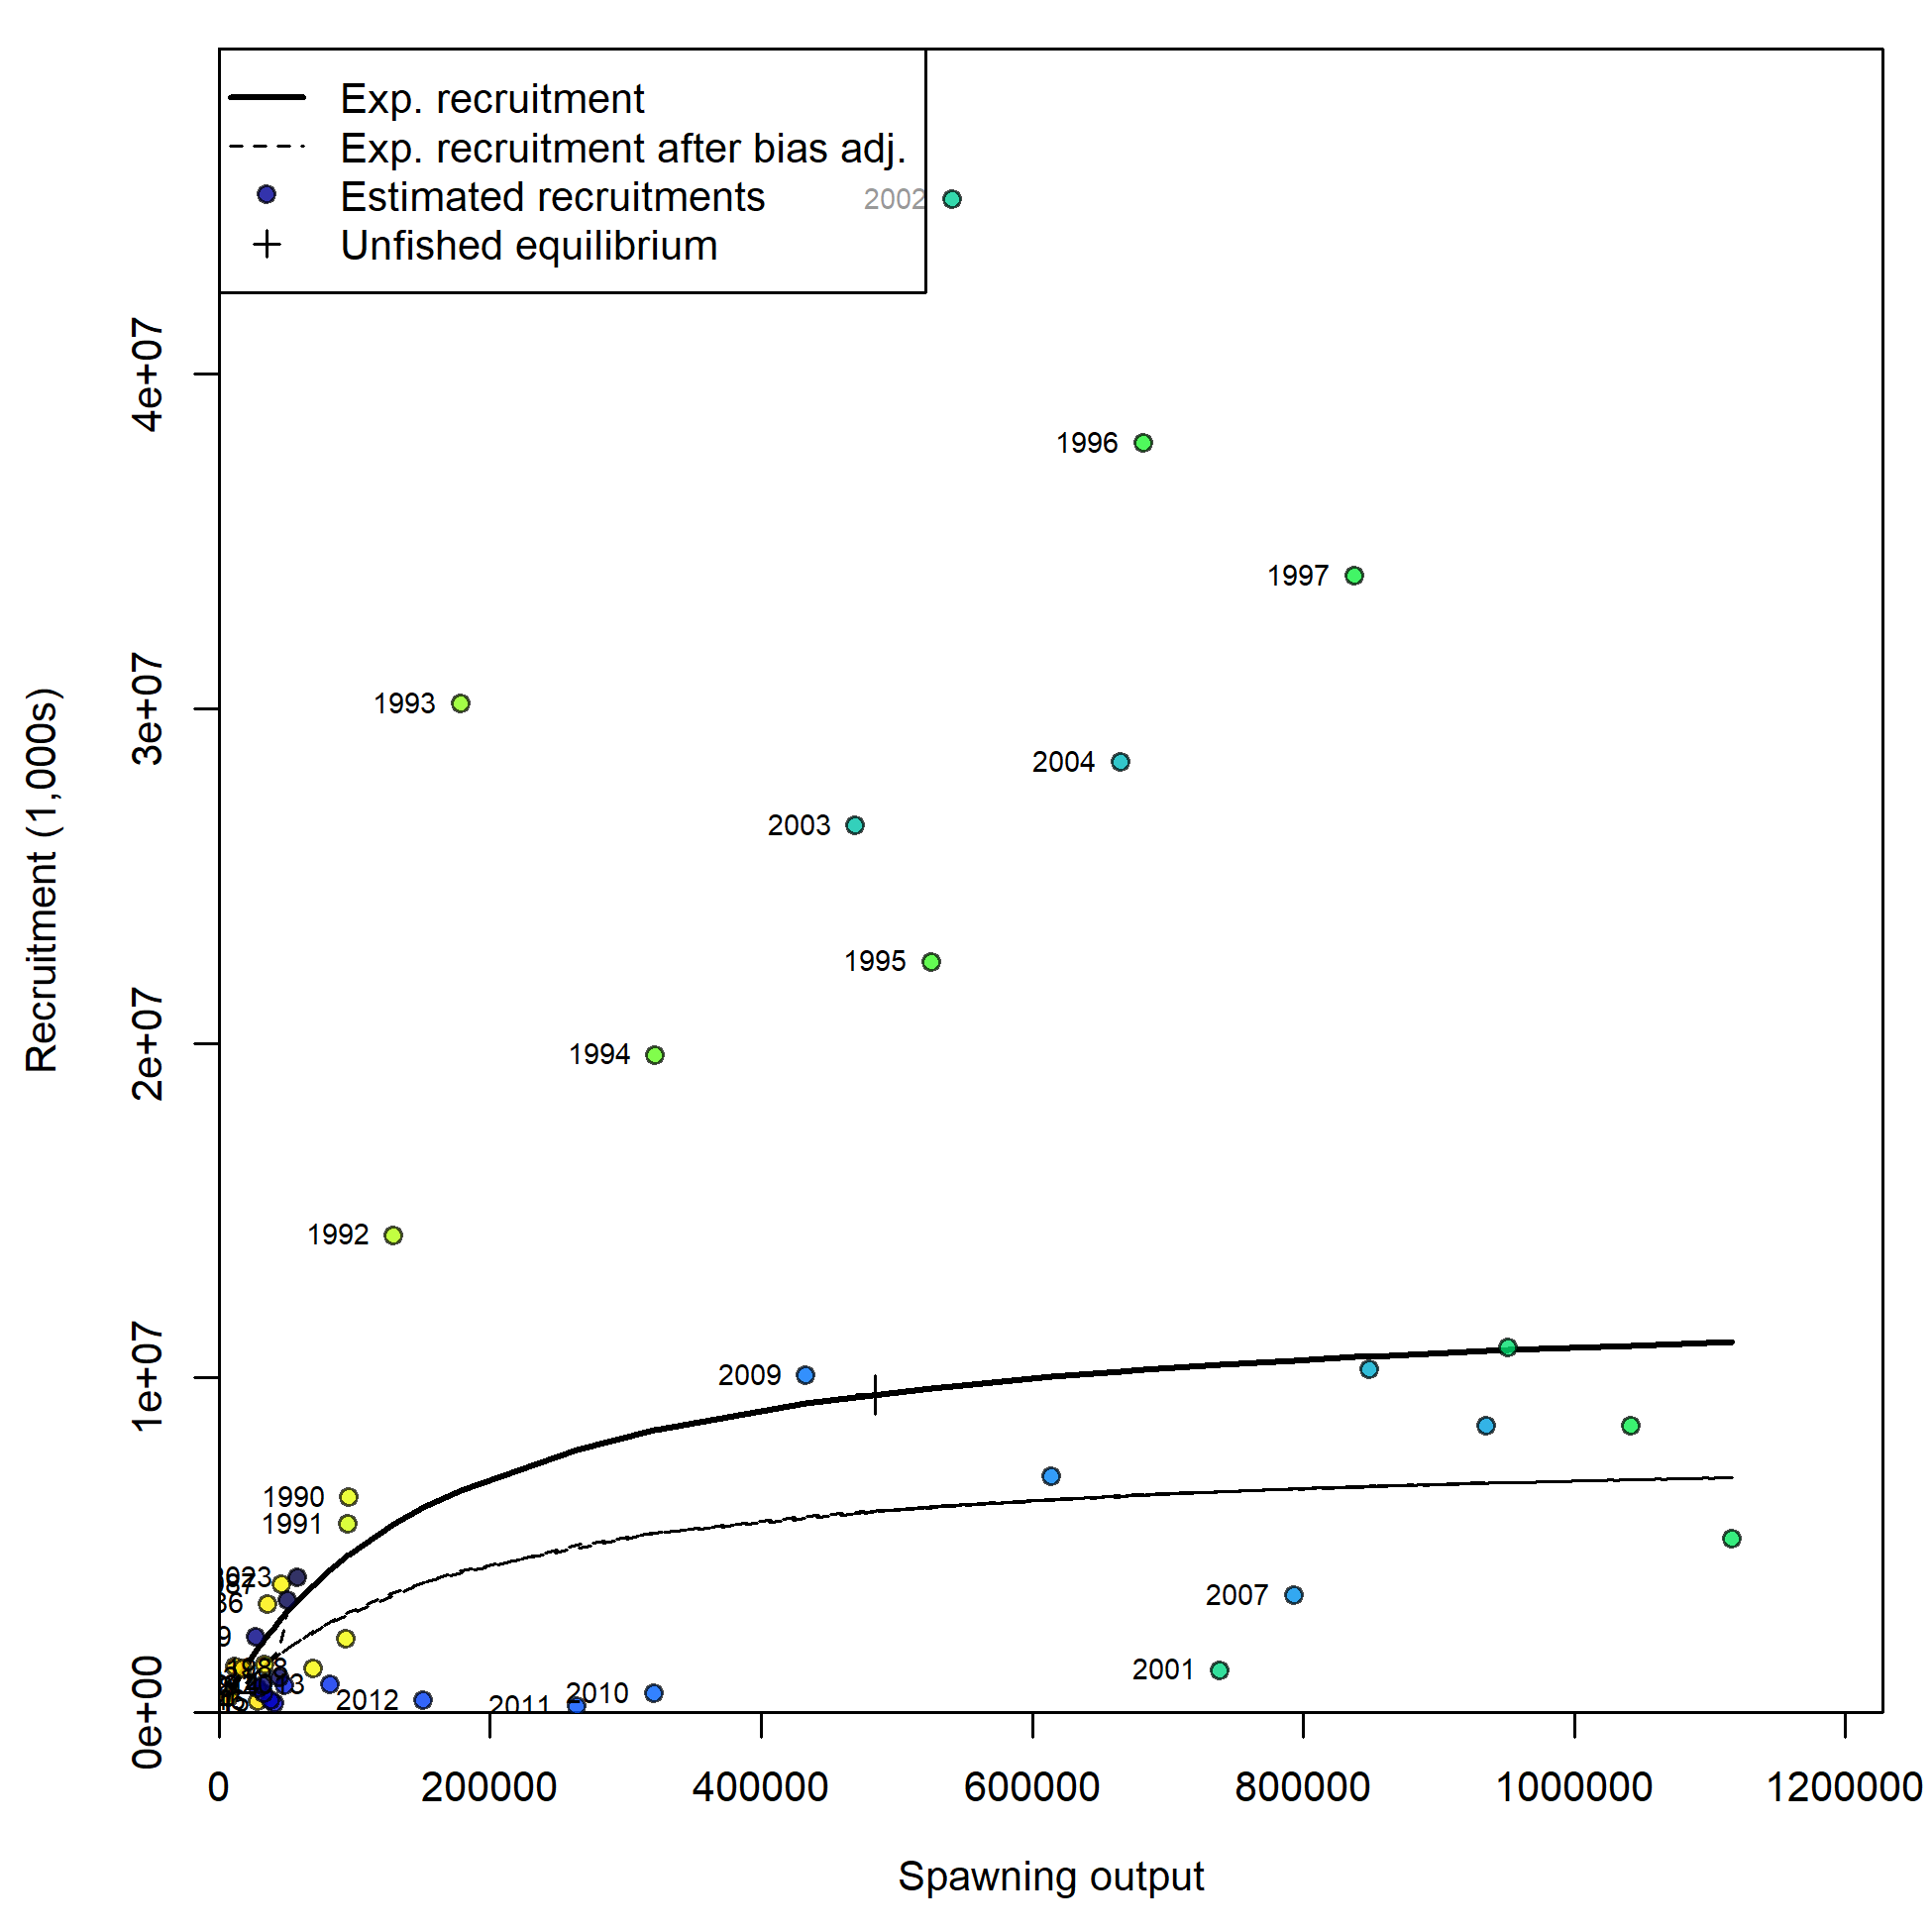 Exp. recruitment
Exp. recruitment after bias adj.
Estimated recruitments
Unfished equilibrium
2002
4e+07
1996
1997
3e+07
1993
2004
2003
1995
2e+07
1994
1992
1e+07
2009
1990
1991
2007
2001
2012
2011
2010
0e+00
0
200000
400000
600000
800000
1000000
1200000
Recruitment (1,000s)
Spawning output